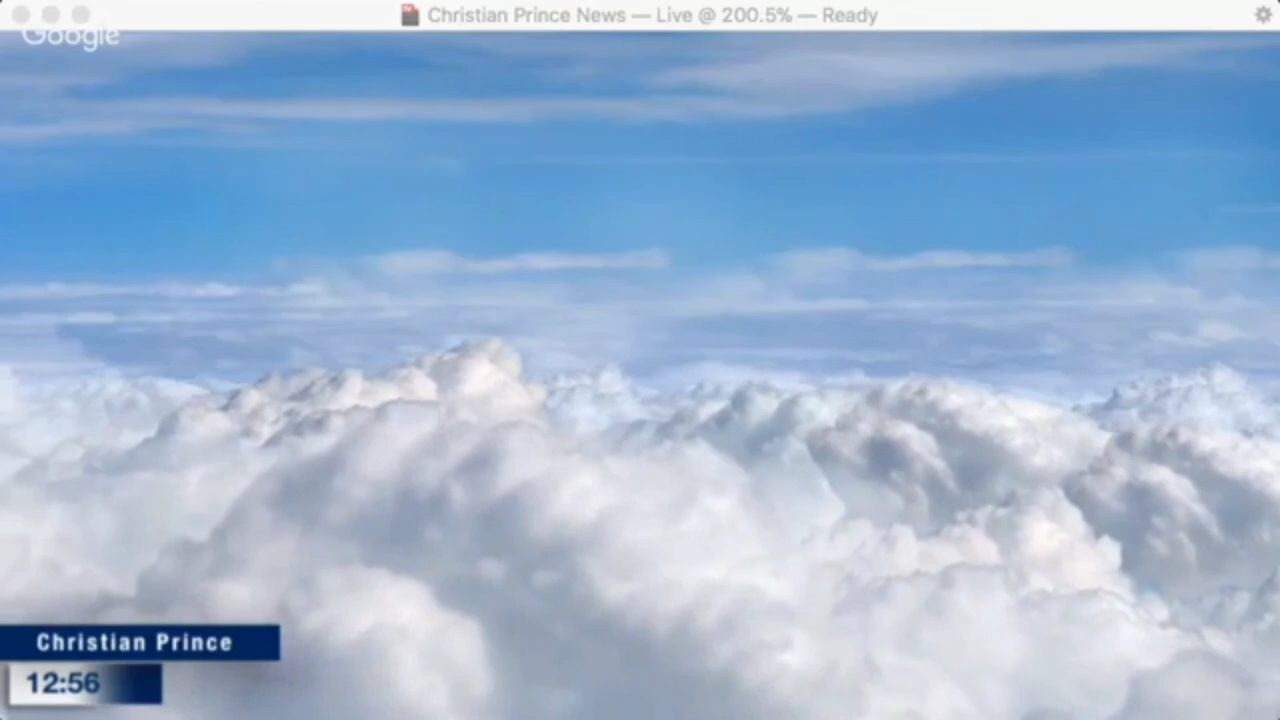 Christian Prince News — Live @ 200.5% — Ready
Google
Christian Prince
12:56